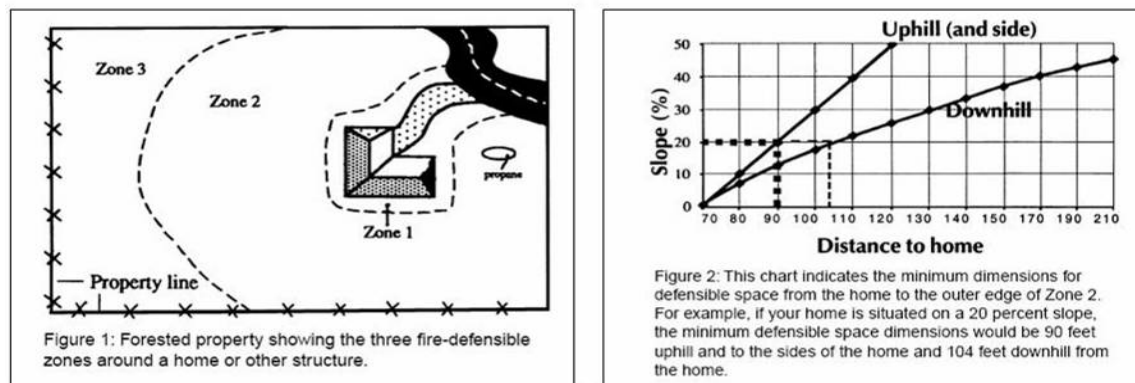 Zone 3
Zone 2
propane
Zone 1
Property line
Figure 1: Forested property showing the three fire-defensible
zones around a home or other structure.
Uphill (and side)
50
40
30
20
10
0
Slope (%)
Downhill
70 80 90 100 110 120 130 140 150 170 190 210
Distance to home
Figure 2: This chart indicates the minimum dimensions for
defensible space from the home to the outer edge of Zone 2.
For example, if your home is situated on a 20 percent slope,
the minimum defensible space dimensions would be 90 feet
uphill and to the sides of the home and 104 feet downhill from
the home.